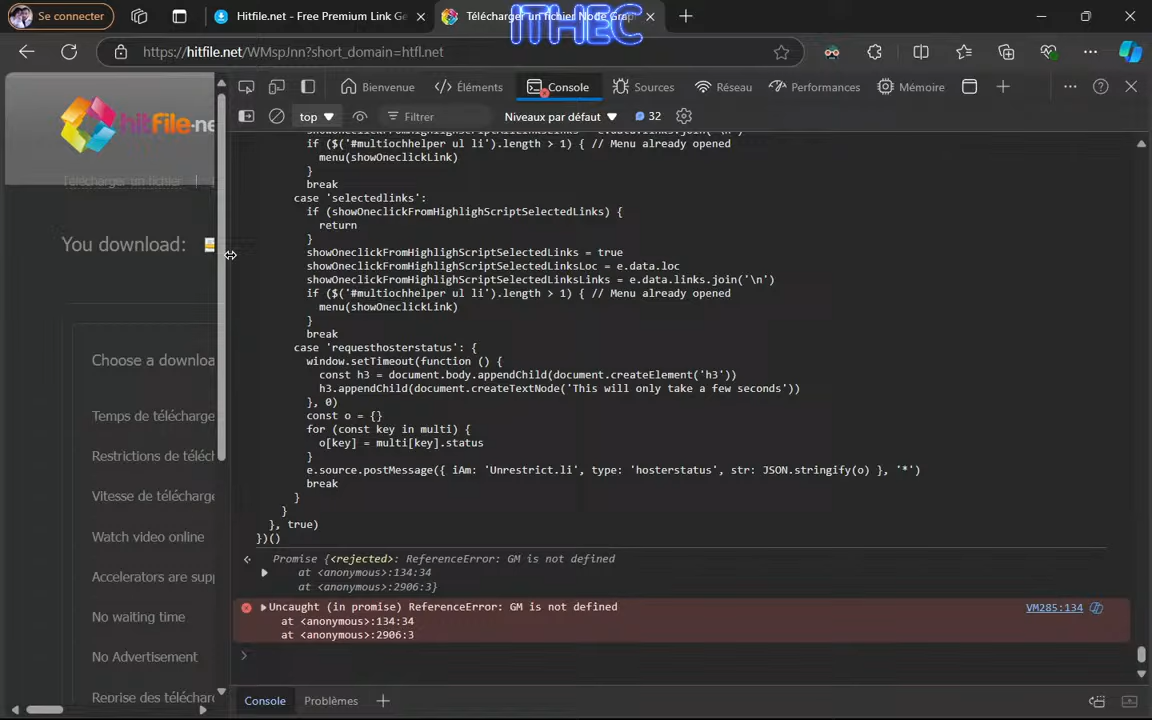 Se connecter
Hitfile.net - Free Premium Link Ge
Télécharger un fichier Node Grap
ITHEC
https://hitfile.net/WMspJnn?short_domain=htfl.net
Bienvenue
Éléments
Console
Sources
Réseau
Performances
Mémoire
top
Filtrer
Niveaux par défaut
32
hitfile.ne
Télécharger un fichier
You download:
Choose a downloa
Temps de télécharge
Restrictions de téléch
Vitesse de télécharge
Watch video online
Accelerators are supp
No waiting time
No Advertisement
Reprise des télécharg
if ($('#multiochhelper ul li').length > 1) { // Menu already opened
menu(showOneclickLink)
}
break
case 'selectedlinks':
if (showOneclickFromHighlighScriptSelectedLinks) {
return
}
showOneclickFromHighlighScriptSelectedLinks = true
showOneclickFromHighlighScriptSelectedLinksLoc = e.data.loc
showOneclickFromHighlighScriptSelectedLinksLinks = e.data.links.join('\n')
if ($('#multiochhelper ul li').length > 1) { // Menu already opened
menu(showOneclickLink)
}
break
case 'requesthosterstatus': {
window.setTimeout(function () {
const h3 = document.body.appendChild(document.createElement('h3'))
h3.appendChild(document.createTextNode('This will only take a few seconds'))
}, 0)
const o = {}
for (const key in multi) {
o[key] = multi[key].status
}
e.source.postMessage({ iAm: 'Unrestrict.li', type: 'hosterstatus', str: JSON.stringify(o) }, '*')
break
}
}
}, true)
})()
Promise {<rejected>: ReferenceError: GM is not defined
at <anonymous>:134:34
at <anonymous>:2906:3}
Uncaught (in promise) ReferenceError: GM is not defined
VM285:134
at <anonymous>:134:34
at <anonymous>:2906:3
Console
Problèmes